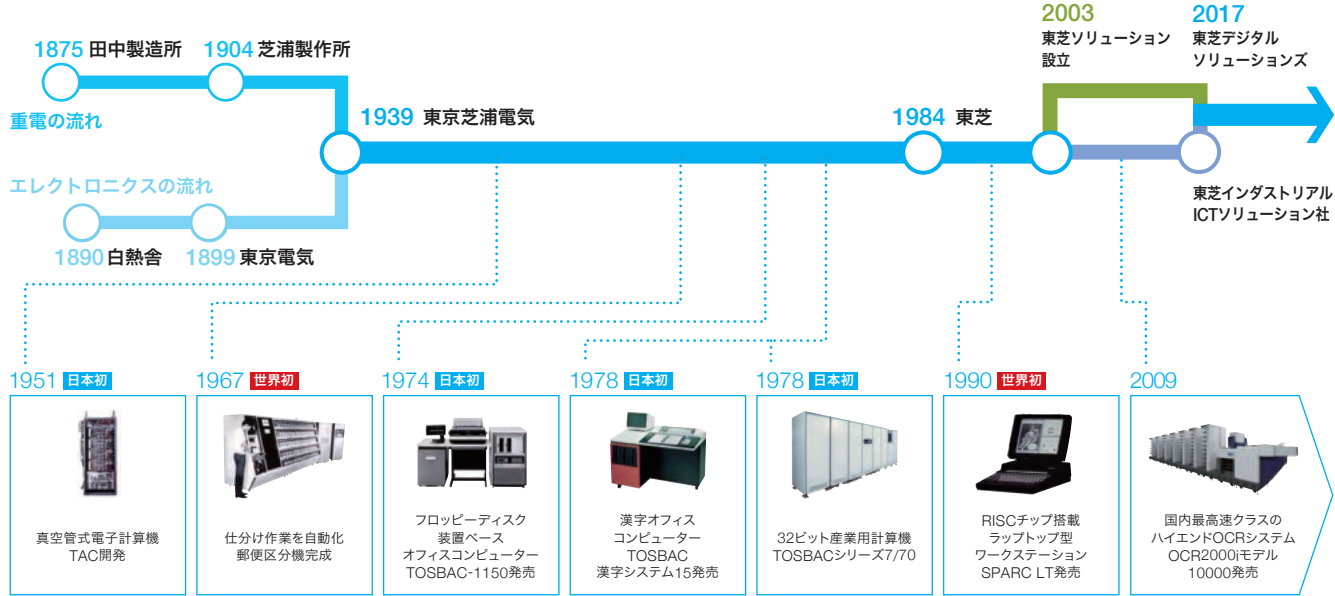 2003
東芝ソリューション
設立
2017
東芝デジタル
ソリューションズ
1875 田中製造所
1904 芝浦製作所
重電の流れ
1939 東京芝浦電気
1984 東芝
エレクトロニクスの流れ
東芝インダストリアル
ICTソリューション社
1890 白熱舎
1899 東京電気
1951 日本初
真空管式電子計算機
TAC開発
1967 世界初
仕分け作業を自動化
郵便区分機完成
1974 日本初
フロッピーディスク
装置ベース
オフィスコンピューター
TOSBAC-1150発売
1978 日本初
漢字オフィス
コンピューター
TOSBAC
漢字システム15発売
1978 日本初
32ビット産業用計算機
TOSBACシリーズ7/70
1990 世界初
RISCチップ搭載
ラップトップ型
ワークステーション
SPARC LT発売
2009
国内最高速クラスの
ハイエンドOCRシステム
OCR2000iモデル
10000発売